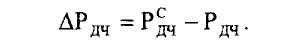 ΔP_ДЧ = P^С_ДЧ – P_ДЧ .